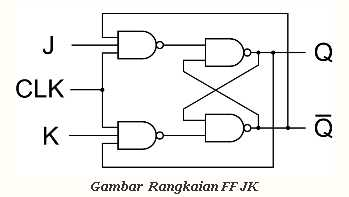 J
Q
CLK
K
Q̅
Gambar Rangkaian FF JK